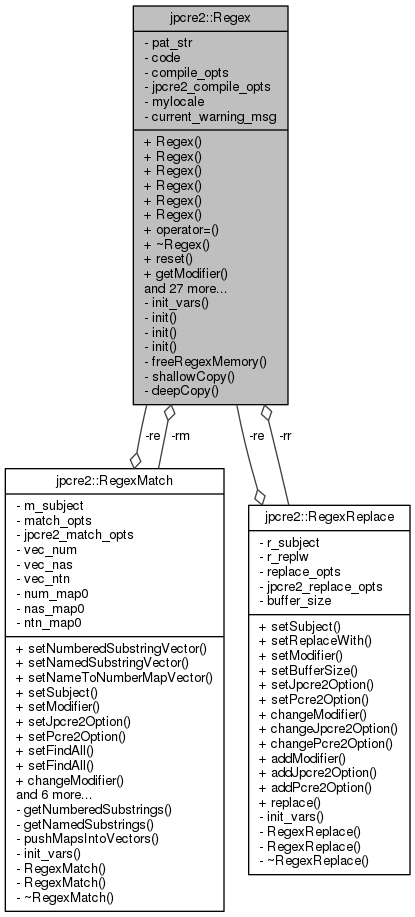 jpcre2::Regex
- pat_str
- code
- compile_opts
- jpcre2_compile_opts
- mylocale
- current_warning_msg
+ Regex()
+ Regex()
+ Regex()
+ Regex()
+ Regex()
+ Regex()
+ operator=()
+ ~Regex()
+ reset()
+ getModifier()
and 27 more...
- init_vars()
- init()
- init()
- init()
- freeRegexMemory()
- shallowCopy()
- deepCopy()
-re
-rm
-re
-rr
jpcre2::RegexMatch
- m_subject
- match_opts
- jpcre2_match_opts
- vec_num
- vec_nas
- vec_ntn
- num_map0
- nas_map0
- ntn_map0
+ setNumberedSubstringVector()
+ setNamedSubstringVector()
+ setNameToNumberMapVector()
+ setSubject()
+ setModifier()
+ setJpcre2Option()
+ setPcre2Option()
+ setFindAll()
+ setFindAll()
+ changeModifier()
and 6 more...
- getNumberedSubstrings()
- getNamedSubstrings()
- pushMapsIntoVectors()
- init_vars()
- RegexMatch()
- RegexMatch()
- ~RegexMatch()
jpcre2::RegexReplace
- r_subject
- r_replw
- replace_opts
- jpcre2_replace_opts
- buffer_size
+ setSubject()
+ setReplaceWith()
+ setModifier()
+ setBufferSize()
+ setJpcre2Option()
+ setPcre2Option()
+ changeModifier()
+ changeJpcre2Option()
+ changePcre2Option()
+ addModifier()
+ addJpcre2Option()
+ addPcre2Option()
+ replace()
- init_vars()
- RegexReplace()
- RegexReplace()
- ~RegexReplace()